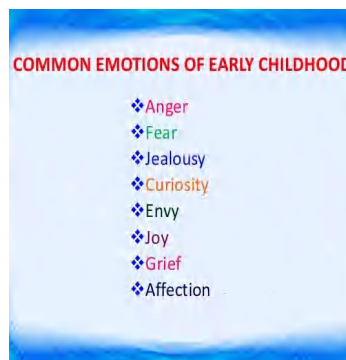 COMMON EMOTIONS OF EARLY CHILDHOOD
❖Anger
❖Fear
❖Jealousy
❖Curiosity
❖Envy
❖Joy
❖Grief
❖Affection